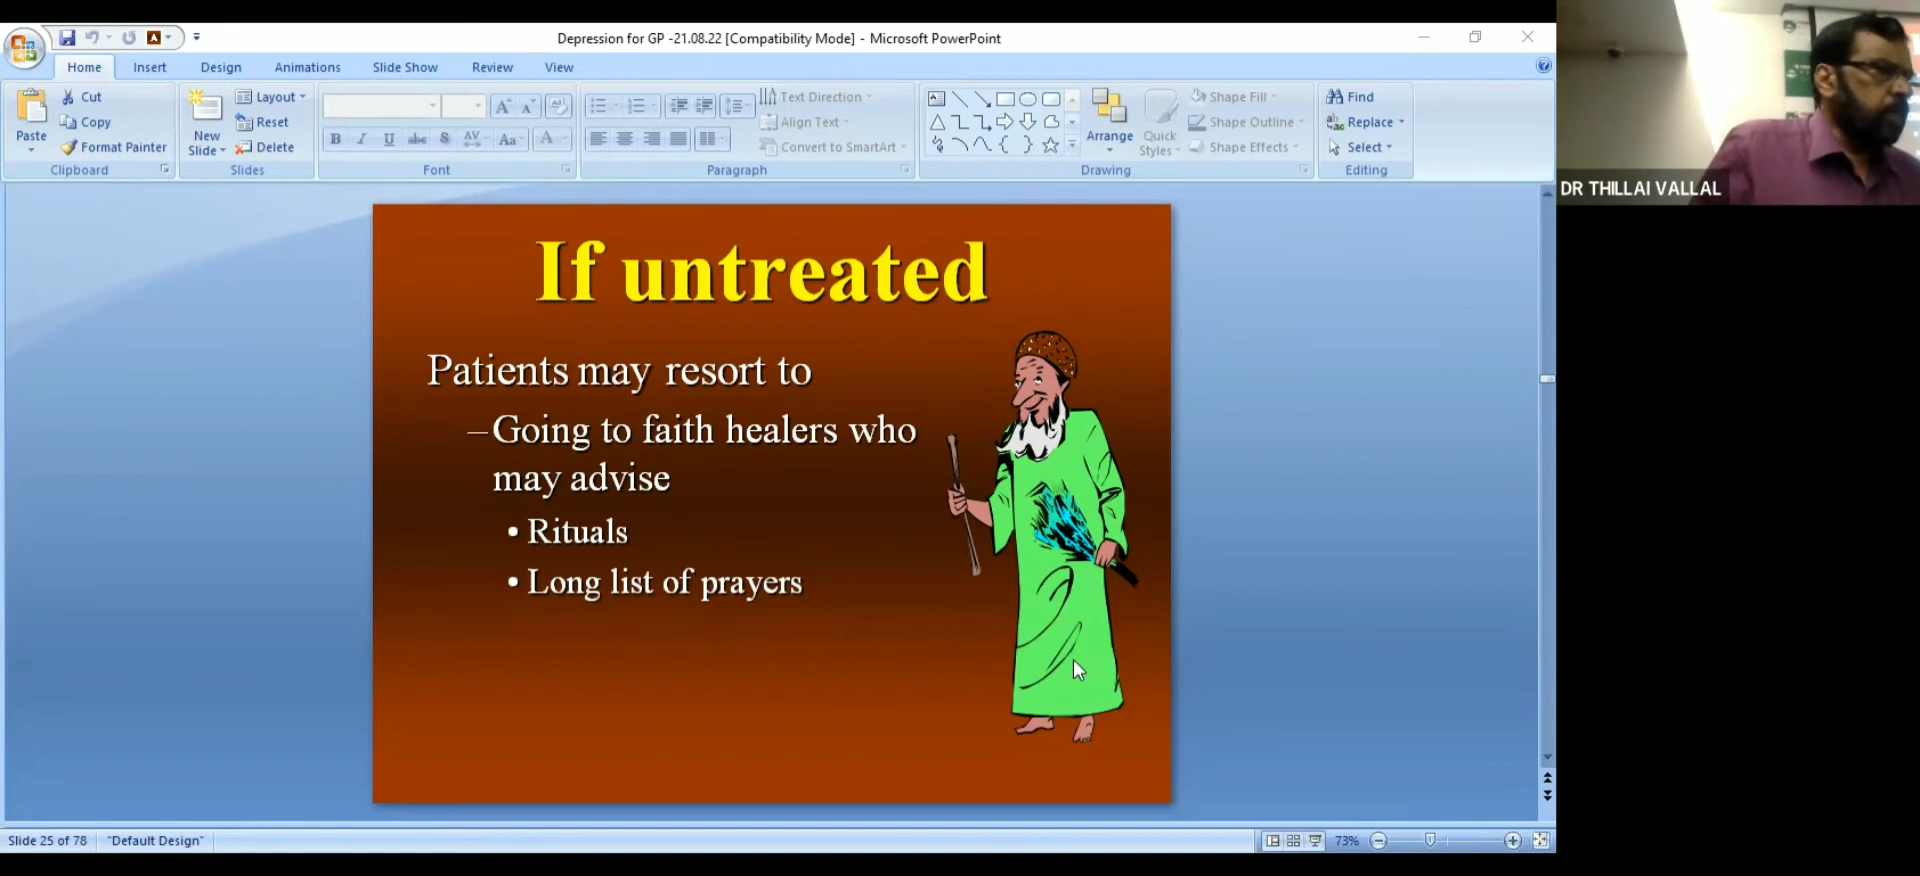 Depression for GP -21.08.22 [Compatibility Mode] - Microsoft PowerPoint
Home Insert Design Animations Slide Show Review View
Paste
Cut
Copy
Format Painter
Clipboard
New Slide
Layout
Reset
Delete
Slides
Font
Text Direction
Align Text
Convert to SmartArt
Paragraph
Arrange
Quick Styles
Shape Fill
Shape Outline
Shape Effects
Drawing
Find
Replace
Select
Editing
DR THILLAI VALLAL
If untreated
Patients may resort to
–Going to faith healers who
may advise
• Rituals
• Long list of prayers
Slide 25 of 78 "Default Design" 73%